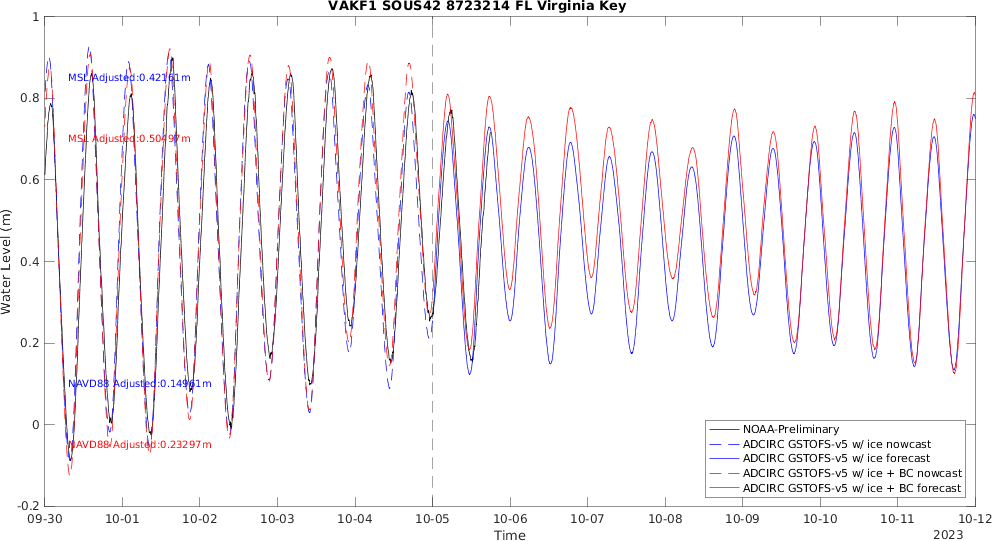 VAKF1 SOUS42 8723214 FL Virginia Key
1
0.8
0.6
0.4
0.2
0
-0.2
Water Level (m)
MSL Adjusted:0.42161m
MSL Adjusted:0.50497m
NAVD88 Adjusted:0.14961m
NAVD88 Adjusted:0.23297m
NOAA-Preliminary
ADCIRC GSTOFS-v5 w/ ice nowcast
ADCIRC GSTOFS-v5 w/ ice forecast
ADCIRC GSTOFS-v5 w/ ice + BC nowcast
ADCIRC GSTOFS-v5 w/ ice + BC forecast
09-30 10-01 10-02 10-03 10-04 10-05 10-06 10-07 10-08 10-09 10-10 10-11 10-12
Time
2023